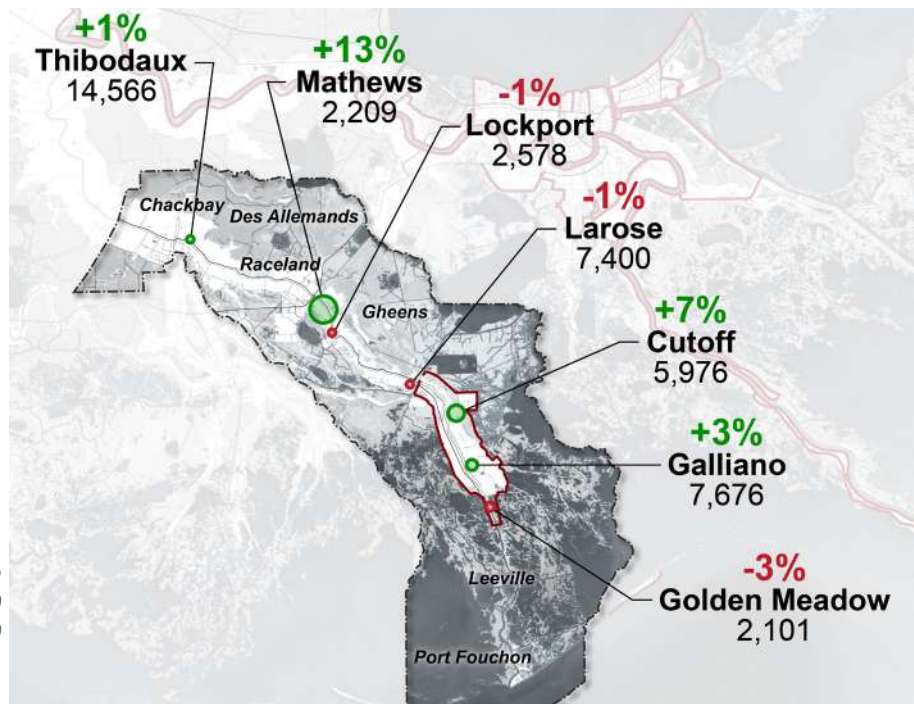 +1%
Thibodaux
14,566
+13%
Mathews
2,209
-1%
Lockport
2,578
-1%
Larose
7,400
+7%
Cutoff
5,976
+3%
Galliano
7,676
-3%
Golden Meadow
2,101
Chackbay
Des Allemands
Raceland
Gheens
Leeville
Port Fouchon